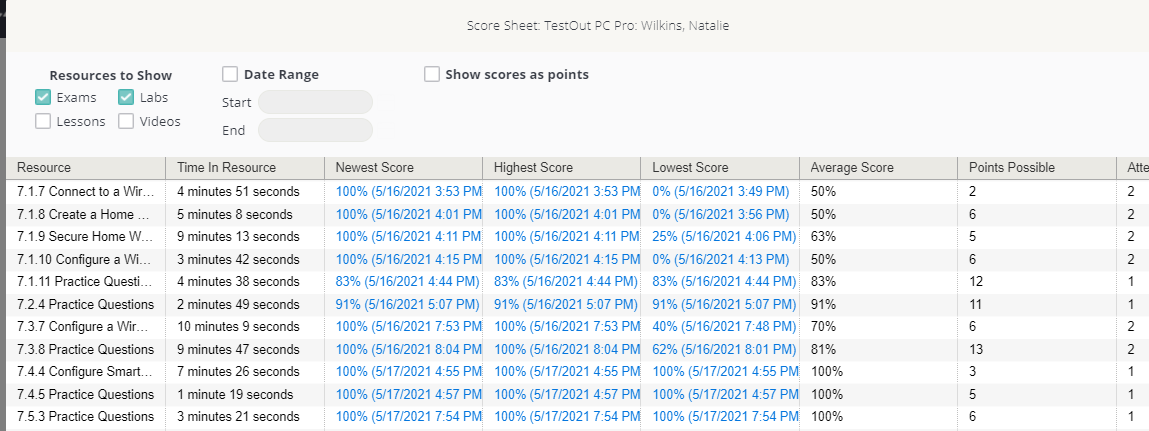 Score Sheet: TestOut PC Pro: Wilkins, Natalie
Resources to Show Date Range Show scores as points
Exams Labs Start
Lessons Videos End
Resource Time In Resource Newest Score Highest Score Lowest Score Average Score Points Possible Atte
7.1.7 Connect to a Wir... 4 minutes 51 seconds 100% (5/16/2021 3:53 PM 100% (5/16/2021 3:53 PM 0% (5/16/2021 3:49 PM) 50% 2 2
7.1.8 Create a Home ... 5 minutes 8 seconds 100% (5/16/2021 4:01 PM 100% (5/16/2021 4:01 PM 0% (5/16/2021 3:56 PM) 50% 6 2
7.1.9 Secure Home W... 9 minutes 13 seconds 100% (5/16/2021 4:11 PM 100% (5/16/2021 4:11 PM 25% (5/16/2021 4:06 PM) 63% 5 2
7.1.10 Configure a Wi... 3 minutes 42 seconds 100% (5/16/2021 4:15 PM 100% (5/16/2021 4:15 PM 0% (5/16/2021 4:13 PM) 50% 6 2
7.1.11 Practice Questi... 4 minutes 38 seconds 83% (5/16/2021 4:44 PM) 83% (5/16/2021 4:44 PM) 83% (5/16/2021 4:44 PM) 83% 12 1
7.2.4 Practice Questions 2 minutes 49 seconds 91% (5/16/2021 5:07 PM) 91% (5/16/2021 5:07 PM) 91% (5/16/2021 5:07 PM) 91% 11 1
7.3.7 Configure a Wir... 10 minutes 9 seconds 100% (5/16/2021 7:53 PM 100% (5/16/2021 7:53 PM 40% (5/16/2021 7:48 PM) 70% 6 2
7.3.8 Practice Questions 9 minutes 47 seconds 100% (5/16/2021 8:04 PM 100% (5/16/2021 8:04 PM 62% (5/16/2021 8:01 PM) 81% 13 2
7.4.4 Configure Smart... 7 minutes 26 seconds 100% (5/17/2021 4:55 PM 100% (5/17/2021 4:55 PM 100% (5/17/2021 4:55 PM 100% 3 1
7.4.5 Practice Questions 1 minute 19 seconds 100% (5/17/2021 4:57 PM 100% (5/17/2021 4:57 PM 100% (5/17/2021 4:57 PM 100% 5 1
7.5.3 Practice Questions 3 minutes 21 seconds 100% (5/17/2021 7:54 PM 100% (5/17/2021 7:54 PM 100% (5/17/2021 7:54 PM 100% 6 1